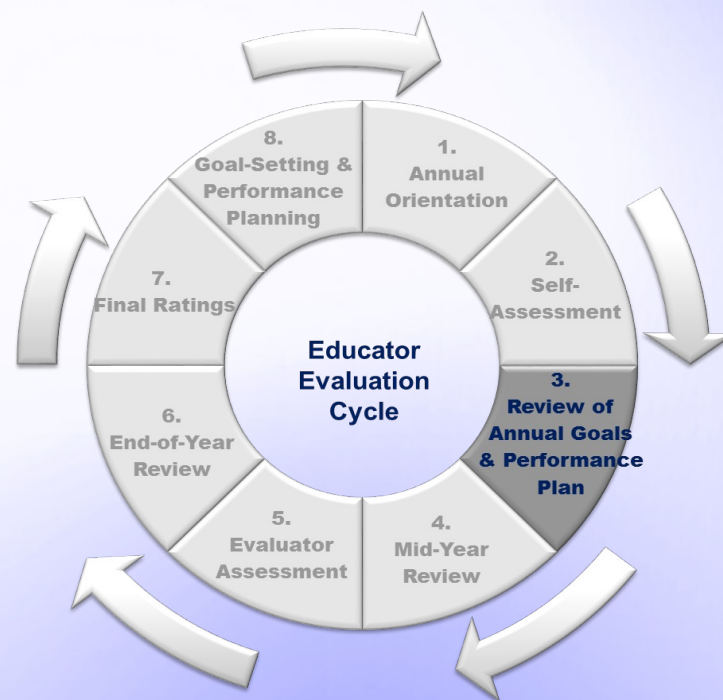 Educator
Evaluation
Cycle
1.
Annual
Orientation
2.
Self-
Assessment
3.
Review of
Annual Goals
& Performance
Plan
4.
Mid-Year
Review
5.
Evaluator
Assessment
6.
End-of-Year
Review
7.
Final Ratings
8.
Goal-Setting &
Performance
Planning